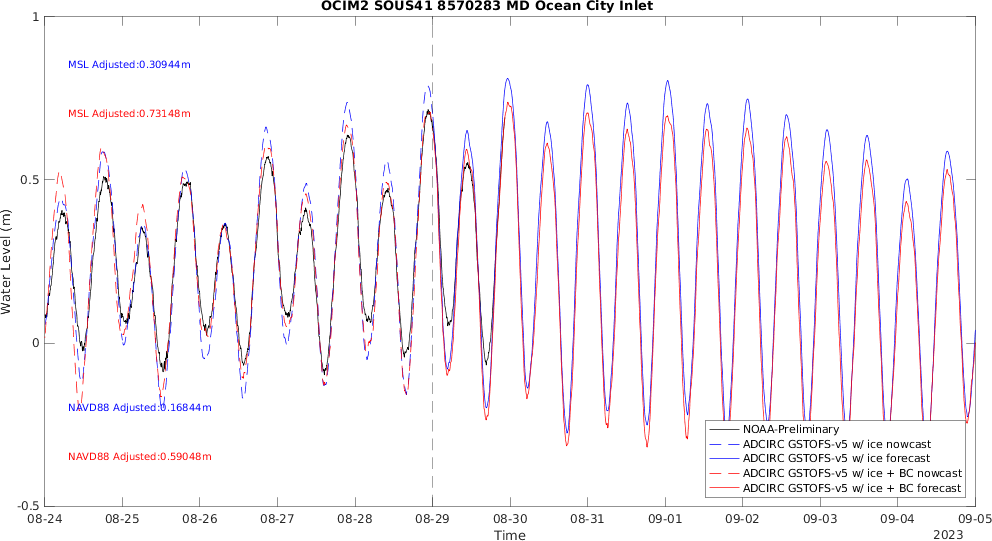 OCIM2 SOUS41 8570283 MD Ocean City Inlet
1
MSL Adjusted:0.30944m
MSL Adjusted:0.73148m
0.5
Water Level (m)
0
NAVD88 Adjusted:0.16844m
NAVD88 Adjusted:0.59048m
NOAA-Preliminary
ADCIRC GSTOFS-v5 w/ ice nowcast
ADCIRC GSTOFS-v5 w/ ice forecast
ADCIRC GSTOFS-v5 w/ ice + BC nowcast
ADCIRC GSTOFS-v5 w/ ice + BC forecast
-0.5
08-24 08-25 08-26 08-27 08-28 08-29 08-30 08-31 09-01 09-02 09-03 09-04 09-05
Time
2023